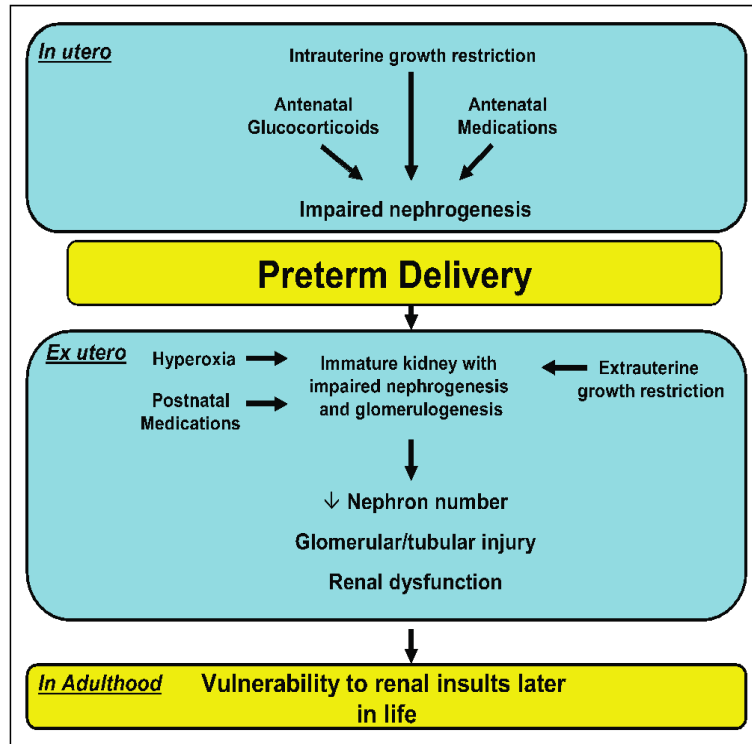 In utero
Intrauterine growth restriction
Antenatal
Glucocorticoids
Antenatal
Medications
Impaired nephrogenesis
Preterm Delivery
Ex utero
Hyperoxia
Postnatal
Medications
Immature kidney with
impaired nephrogenesis
and glomerulogenesis
Extrauterine
growth restriction
↓ Nephron number
Glomerular/tubular injury
Renal dysfunction
In Adulthood
Vulnerability to renal insults later
in life